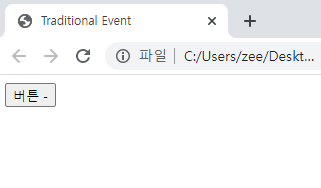 Traditional Event
파일 C:/Users/zee/Deskt...
버튼 -